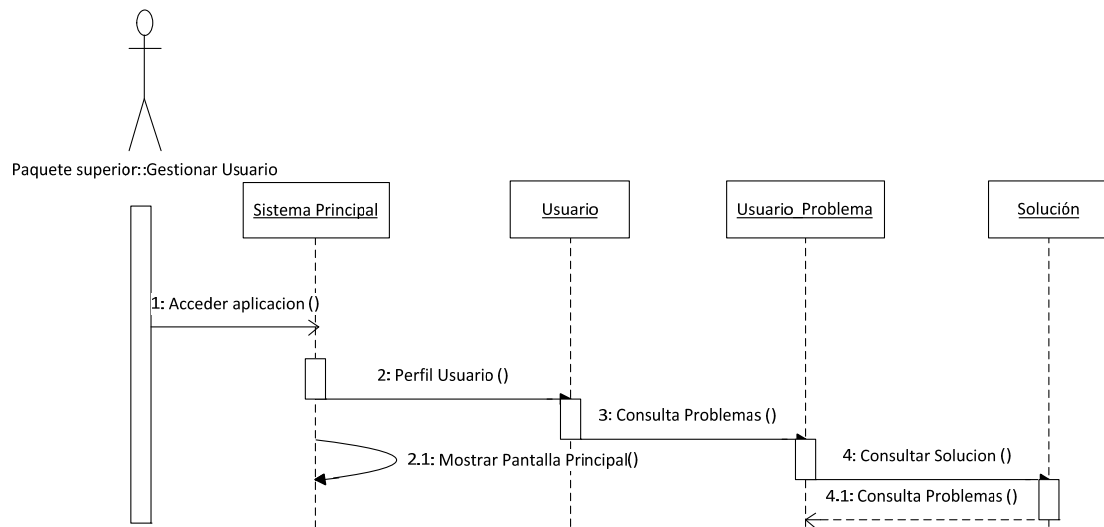 Paquete superior::Gestionar Usuario
Sistema Principal
Usuario
Usuario_Problema
Solución
1: Acceder aplicacion ()
2: Perfil Usuario ()
3: Consulta Problemas ()
2.1: Mostrar Pantalla Principal()
4: Consultar Solucion ()
4.1: Consulta Problemas ()